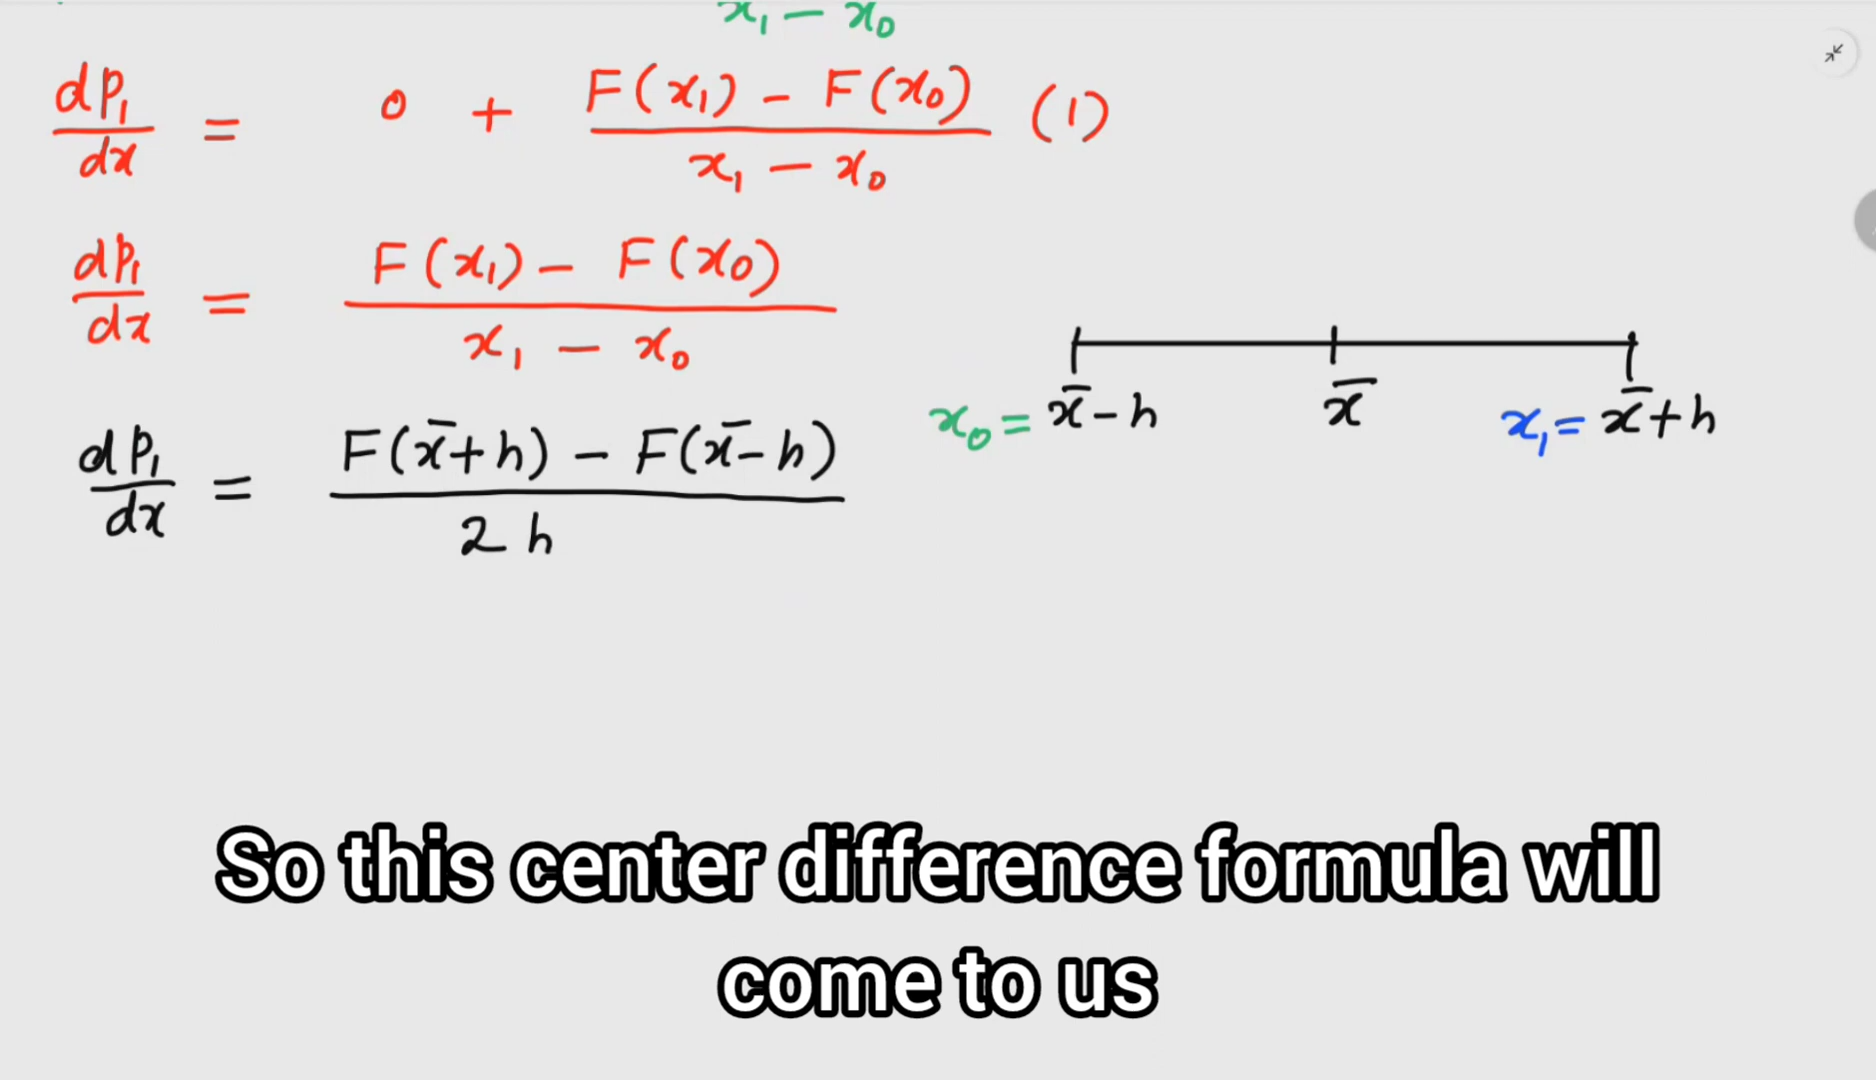 x₁ − x₀
dP₁/dx = 0 + (F(x₁) − F(x₀))/(x₁ − x₀) (1)
dP₁/dx = (F(x₁) − F(x₀))/(x₁ − x₀)
x₀ = x̄ − h x̄ x₁ = x̄ + h
dP₁/dx = (F(x̄+h) − F(x̄−h))/(2h)
So this center difference formula will
come to us